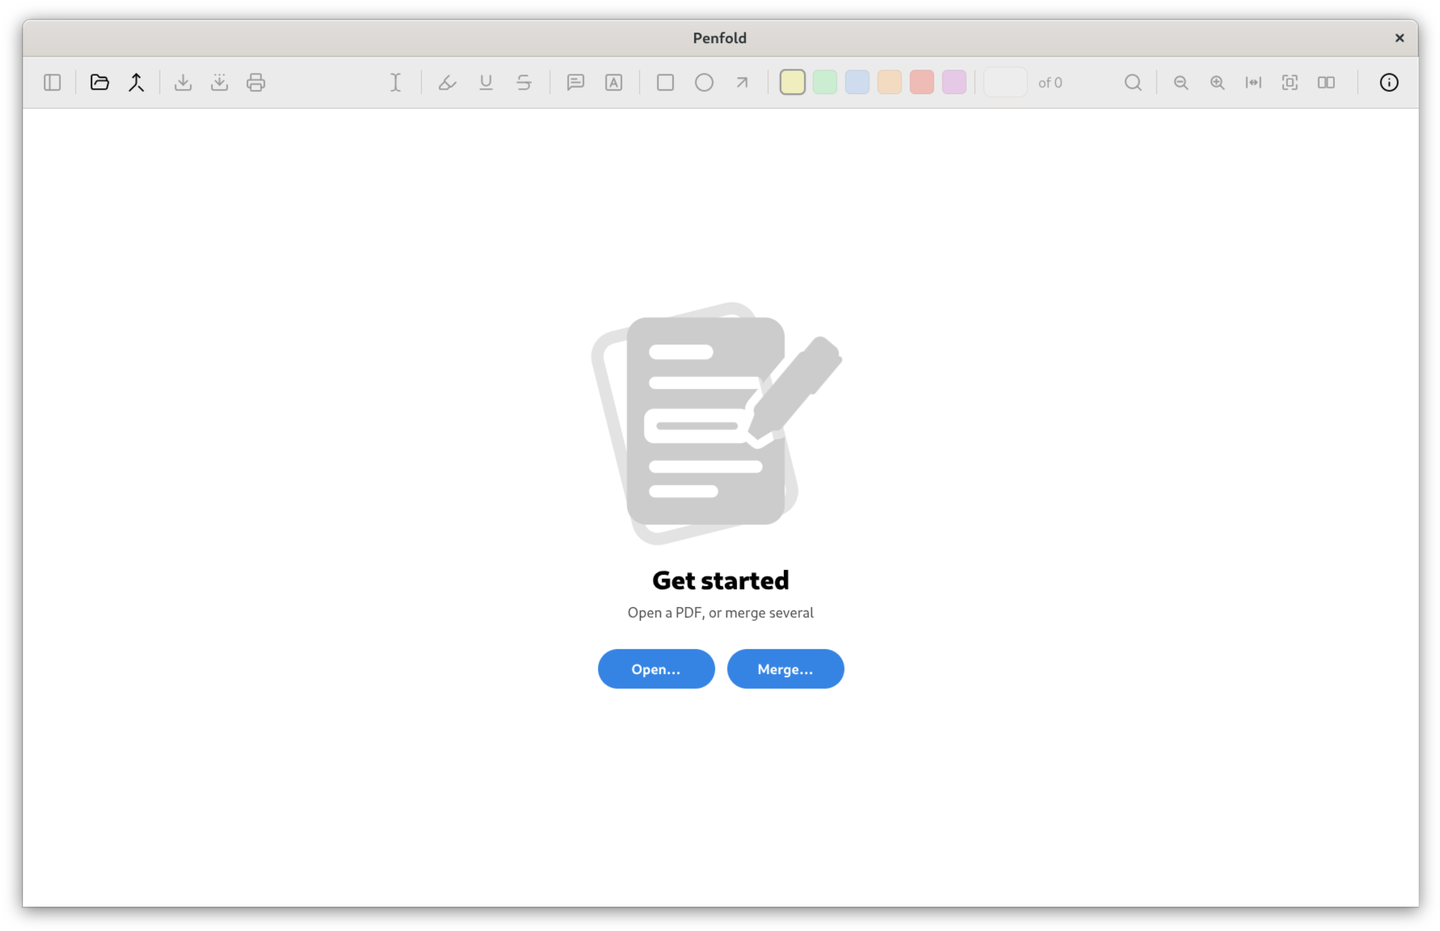 Penfold
of 0
Get started
Open a PDF, or merge several
Open...
Merge...